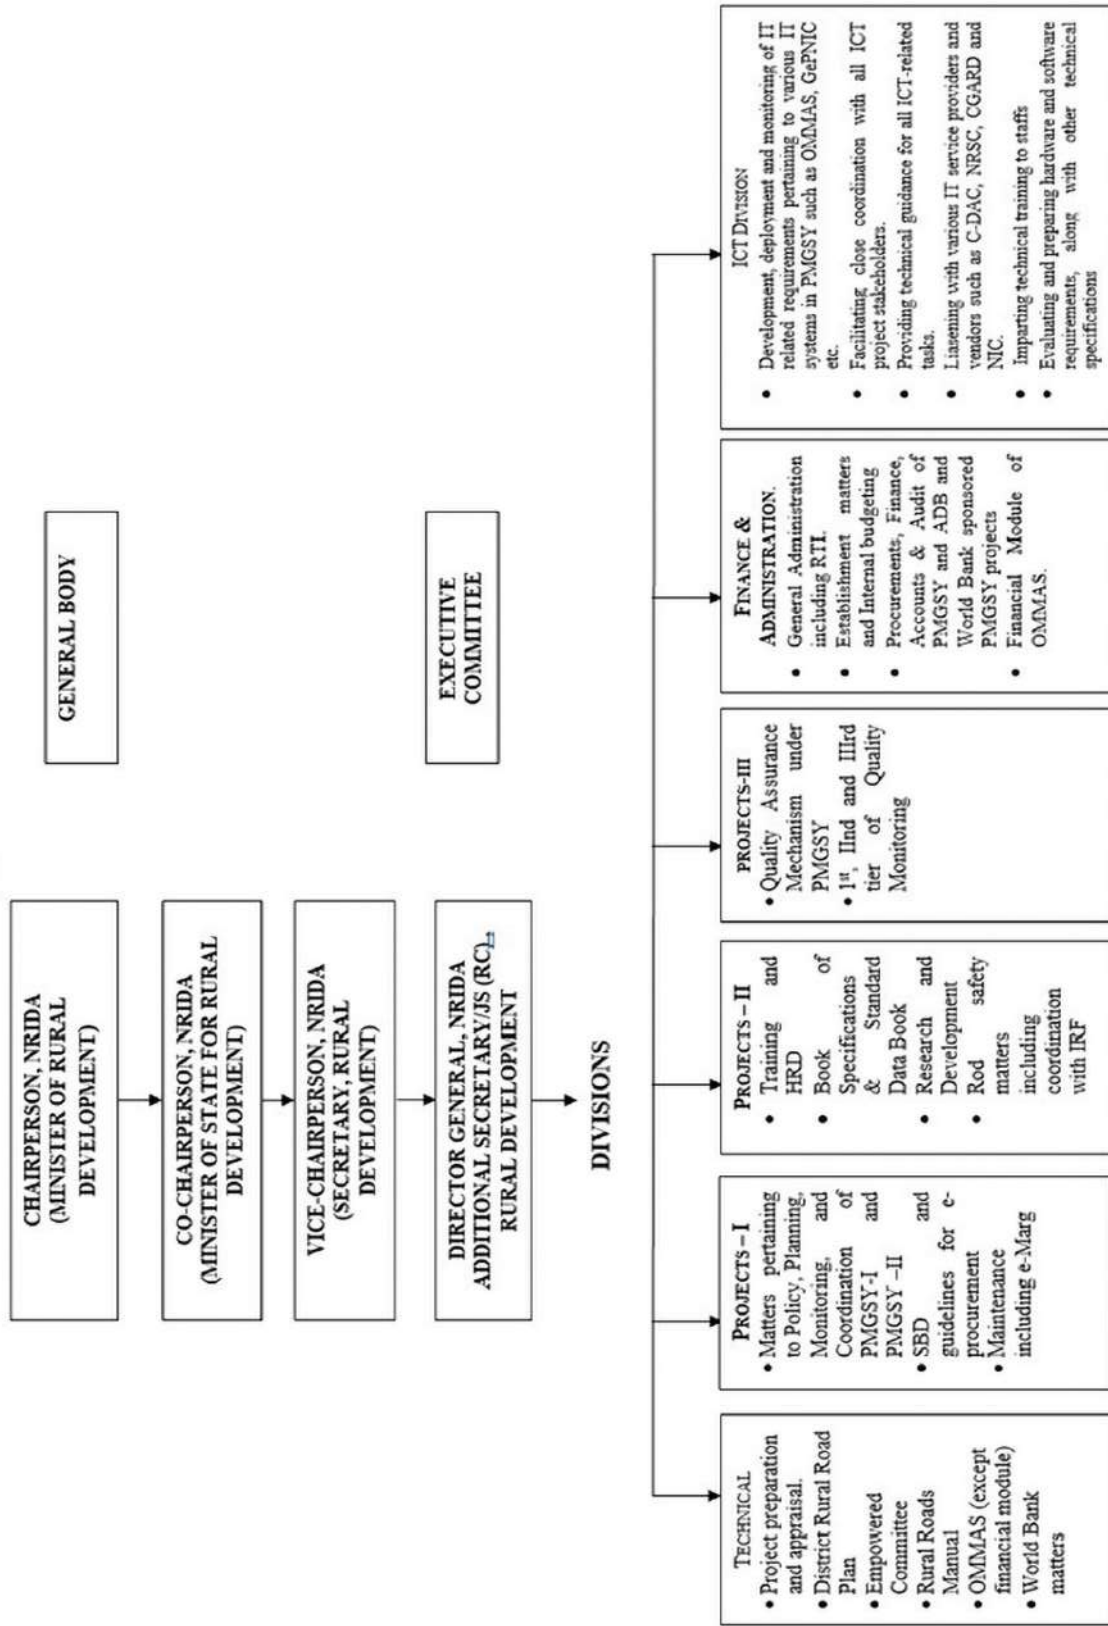 CHAIRPERSON, NRIDA
(MINISTER OF RURAL
DEVELOPMENT)
GENERAL BODY
CO-CHAIRPERSON, NRIDA
(MINISTER OF STATE FOR RURAL
DEVELOPMENT)
VICE-CHAIRPERSON, NRIDA
(SECRETARY, RURAL
DEVELOPMENT)
DIRECTOR GENERAL, NRIDA
ADDITIONAL SECRETARY/JS (RC),
RURAL DEVELOPMENT
EXECUTIVE
COMMITTEE
DIVISIONS
TECHNICAL
• Project preparation
and appraisal.
• District Rural Road
Plan
• Empowered
Committee
• Rural Roads
Manual
• OMMAS (except
financial module)
• World Bank
matters
PROJECTS – I
• Matters pertaining
to Policy, Planning,
Monitoring, and
Coordination of
PMGSY-I and
PMGSY –II
• SBD and
guidelines for e-
procurement
• Maintenance
including e-Marg
PROJECTS – II
• Training and
HRD
• Book of
Specifications
& Standard
Data Book
• Research and
Development
• Rod safety
matters
including
coordination
with IRF
PROJECTS-III
• Quality Assurance
Mechanism under
PMGSY
• 1st, IInd and IIIrd
tier of Quality
Monitoring
FINANCE &
ADMINISTRATION.
• General Administration
including RTI.
• Establishment matters
and Internal budgeting
• Procurements, Finance,
Accounts & Audit of
PMGSY and ADB and
World Bank sponsored
PMGSY projects
• Financial Module of
OMMAS.
ICT DIVISION
• Development, deployment and monitoring of IT
related requirements pertaining to various IT
systems in PMGSY such as OMMAS, GePNIC
etc.
• Facilitating close coordination with all ICT
project stakeholders.
• Providing technical guidance for all ICT-related
tasks.
• Liasening with various IT service providers and
vendors such as C-DAC, NRSC, CGARD and
NIC.
• Imparting technical training to staffs
• Evaluating and preparing hardware and software
requirements, along with other technical
specifications